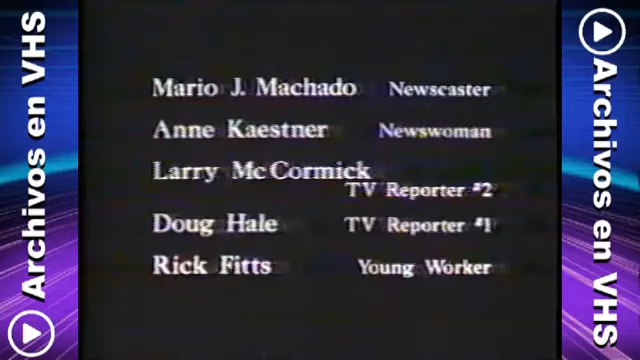 Archivos en VHS
Mario J. Machado Newscaster
Anne Kaestner Newswoman
Larry McCormick
TV Reporter #2
Doug Hale TV Reporter #1
Rick Fitts Young Worker
Archivos en VHS